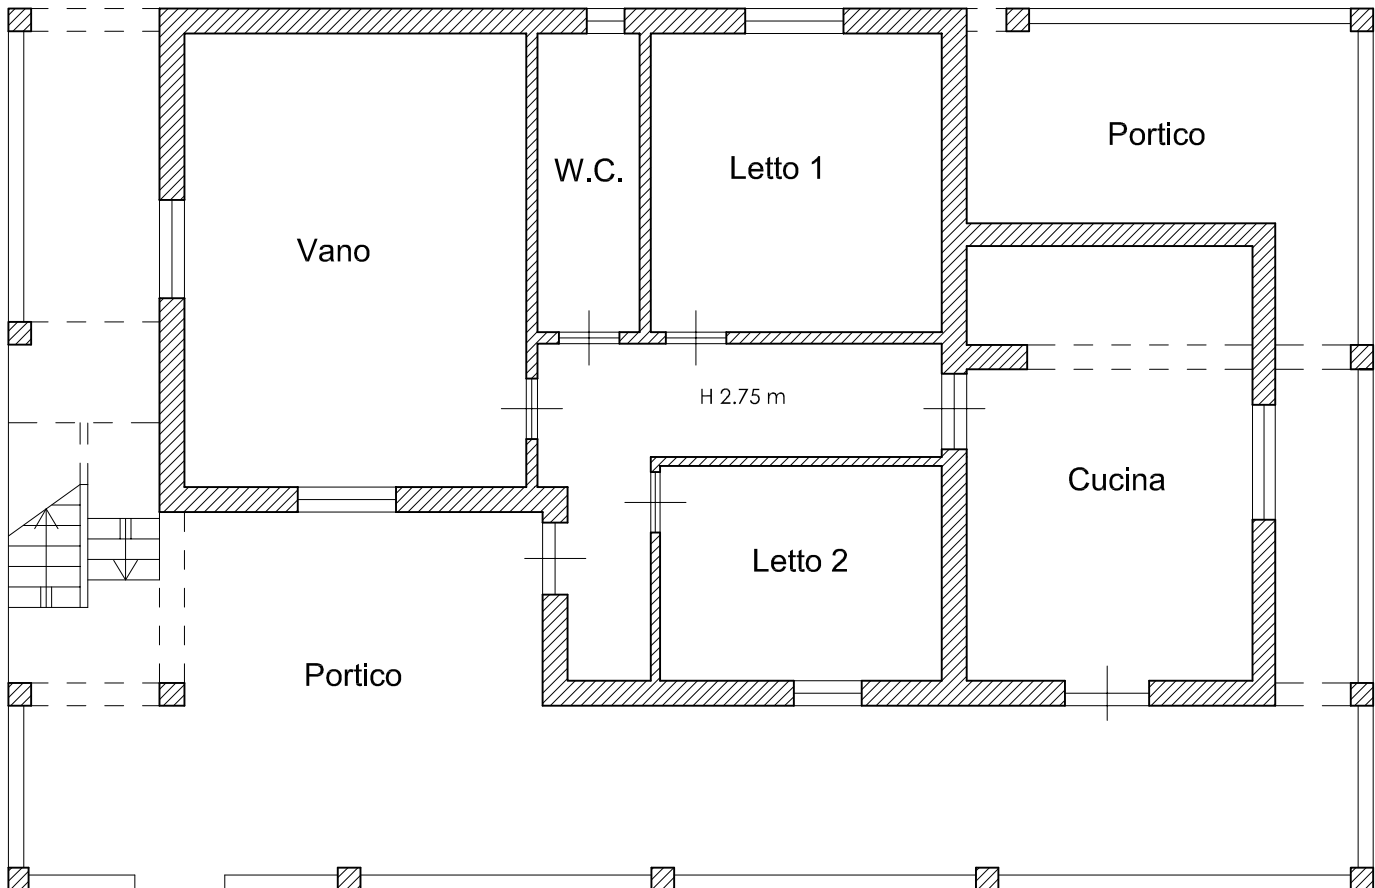 Portico
W.C.
Letto 1
Vano
H 2.75 m
Cucina
Letto 2
Portico